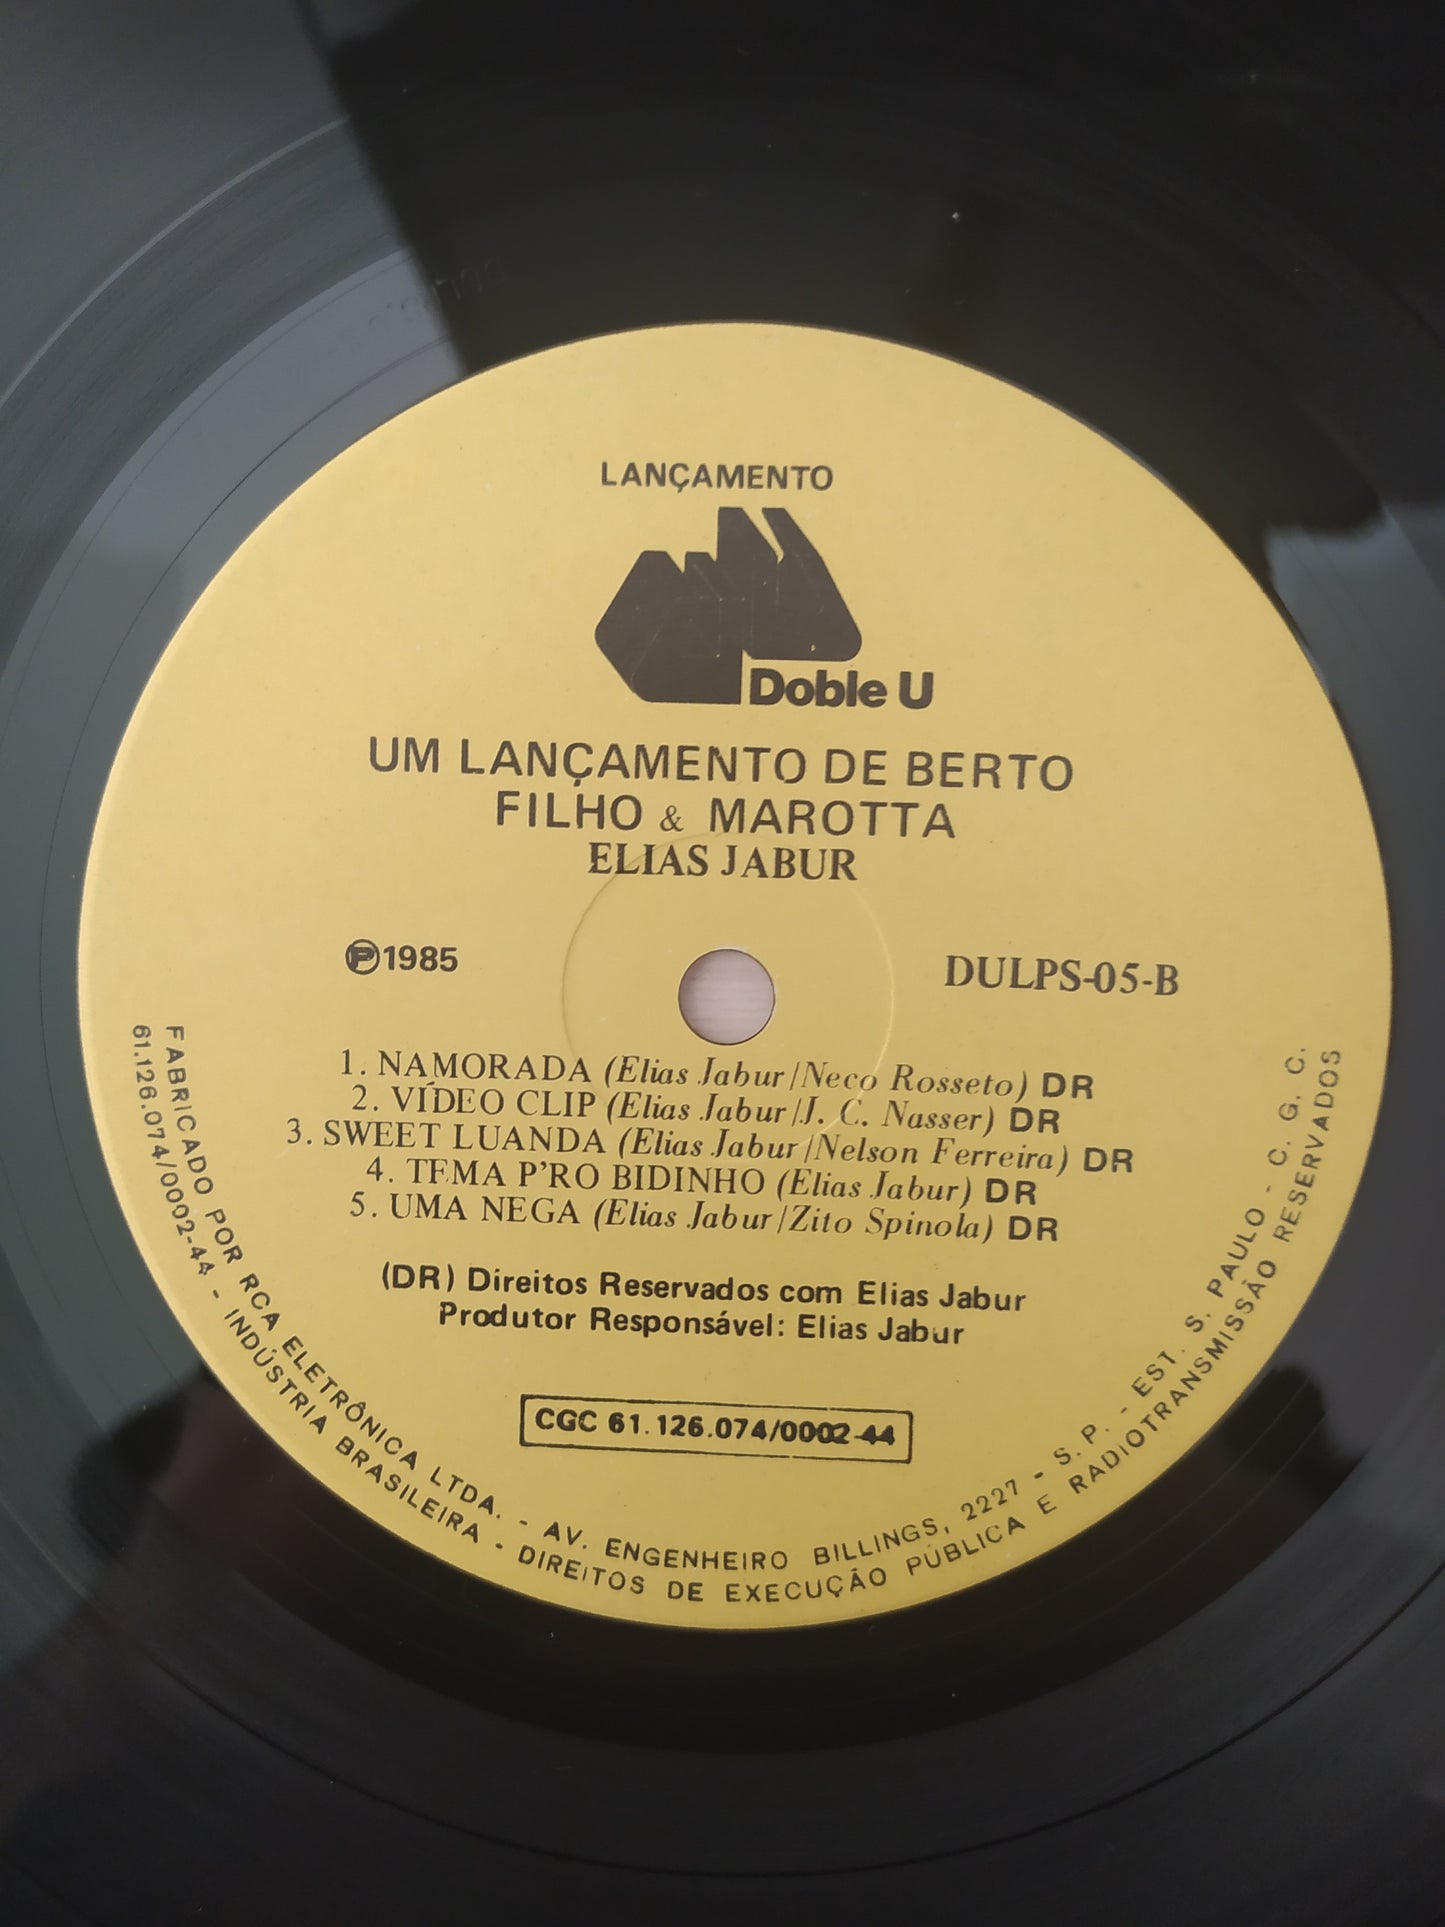 LANÇAMENTO
Doble U
UM LANÇAMENTO DE BERTO
FILHO & MAROTTA
ELIAS JABUR
Ⓟ1985
DULPS-05-B
1. NAMORADA (Elias Jabur/Neco Rosseto) DR
2. VÍDEO CLIP (Elias Jabur/J. C. Nasser) DR
3. SWEET LUANDA (Elias Jabur/Nelson Ferreira) DR
4. TEMA P'RO BIDINHO (Elias Jabur) DR
5. UMA NEGA (Elias Jabur/Zito Spinola) DR
(DR) Direitos Reservados com Elias Jabur
Produtor Responsável: Elias Jabur
CGC 61.126.074/0002-44
FABRICADO POR RCA ELETRÔNICA LTDA. - AV. ENGENHEIRO BILLINGS, 2227 - S. P. - EST. S. PAULO - C. G. C.
61.126.074/0002-44 - INDÚSTRIA BRASILEIRA - DIREITOS DE EXECUÇÃO PÚBLICA E RADIOTRANSMISSÃO RESERVADOS